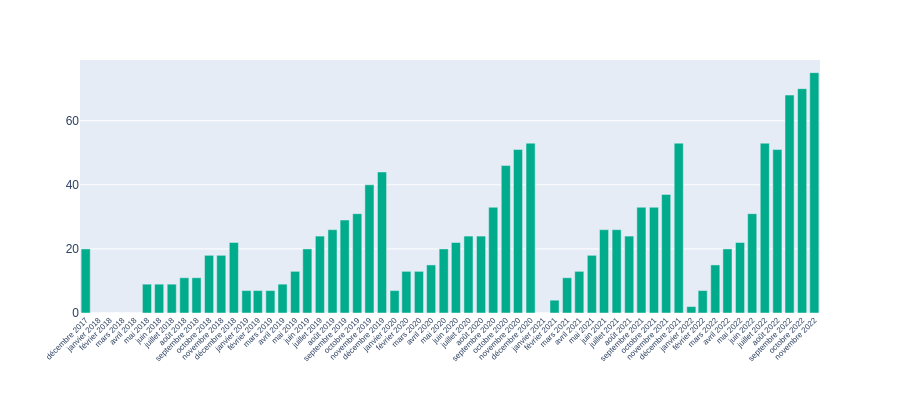 60
40
20
0
décembre 2017
janvier 2018
février 2018
mars 2018
avril 2018
mai 2018
juin 2018
juillet 2018
août 2018
septembre 2018
octobre 2018
novembre 2018
décembre 2018
janvier 2019
février 2019
mars 2019
avril 2019
mai 2019
juin 2019
juillet 2019
août 2019
septembre 2019
octobre 2019
novembre 2019
décembre 2019
janvier 2020
février 2020
mars 2020
avril 2020
mai 2020
juin 2020
juillet 2020
août 2020
septembre 2020
octobre 2020
novembre 2020
décembre 2020
janvier 2021
février 2021
mars 2021
avril 2021
mai 2021
juin 2021
juillet 2021
août 2021
septembre 2021
octobre 2021
novembre 2021
décembre 2021
janvier 2022
février 2022
mars 2022
avril 2022
mai 2022
juin 2022
juillet 2022
août 2022
septembre 2022
octobre 2022
novembre 2022